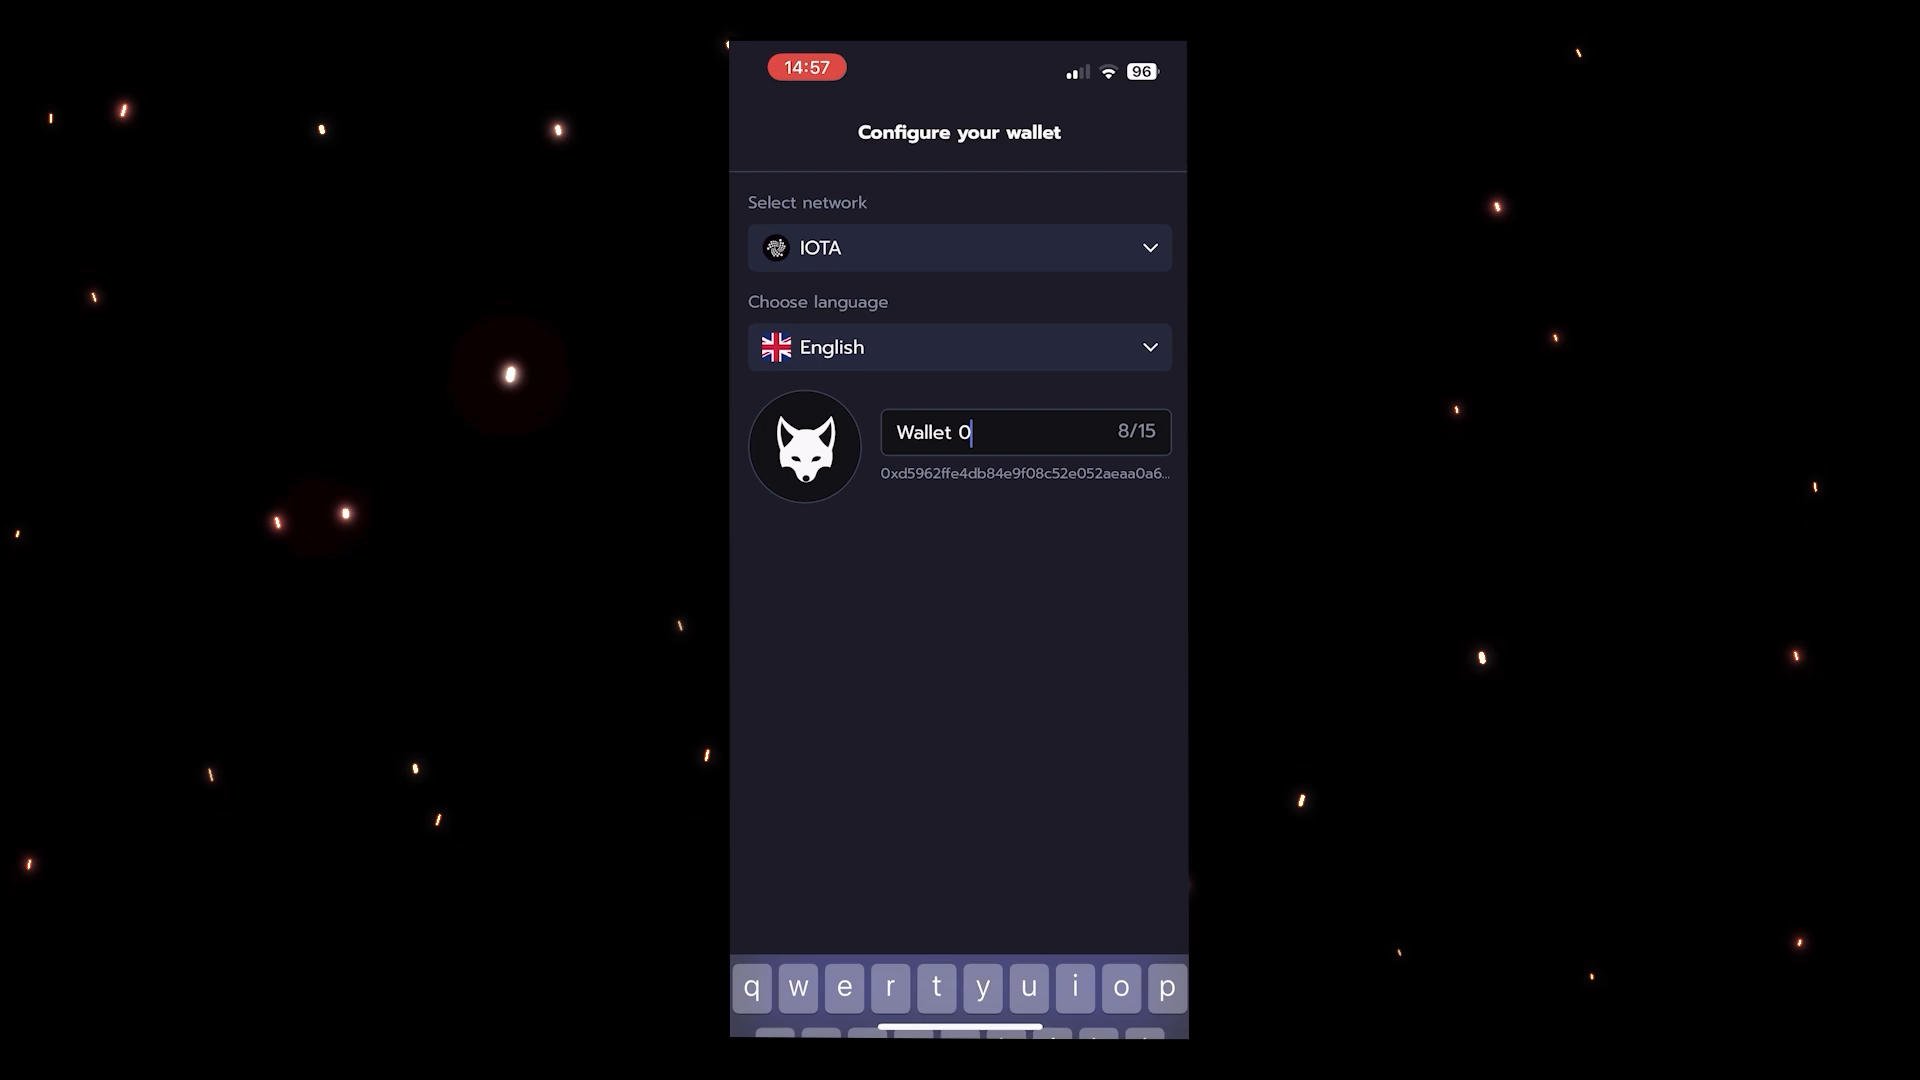 14:57
96
Configure your wallet
Select network
IOTA
Choose language
English
Wallet 0
8/15
0xd5962ffe4db84e9f08c52e052aeaa0a6...
q w e r t y u i o p